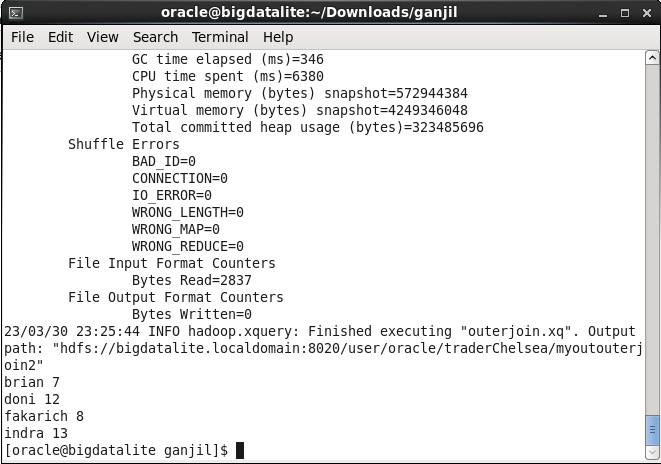 oracle@bigdatalite:~/Downloads/ganjil
File Edit View Search Terminal Help
GC time elapsed (ms)=346
CPU time spent (ms)=6380
Physical memory (bytes) snapshot=572944384
Virtual memory (bytes) snapshot=4249346048
Total committed heap usage (bytes)=323485696
Shuffle Errors
BAD_ID=0
CONNECTION=0
IO_ERROR=0
WRONG_LENGTH=0
WRONG_MAP=0
WRONG_REDUCE=0
File Input Format Counters
Bytes Read=2837
File Output Format Counters
Bytes Written=0
23/03/30 23:25:44 INFO hadoop.xquery: Finished executing "outerjoin.xq". Output
path: "hdfs://bigdatalite.localdomain:8020/user/oracle/traderChelsea/myoutouterj
oin2"
brian 7
doni 12
fakarich 8
indra 13
[oracle@bigdatalite ganjil]$